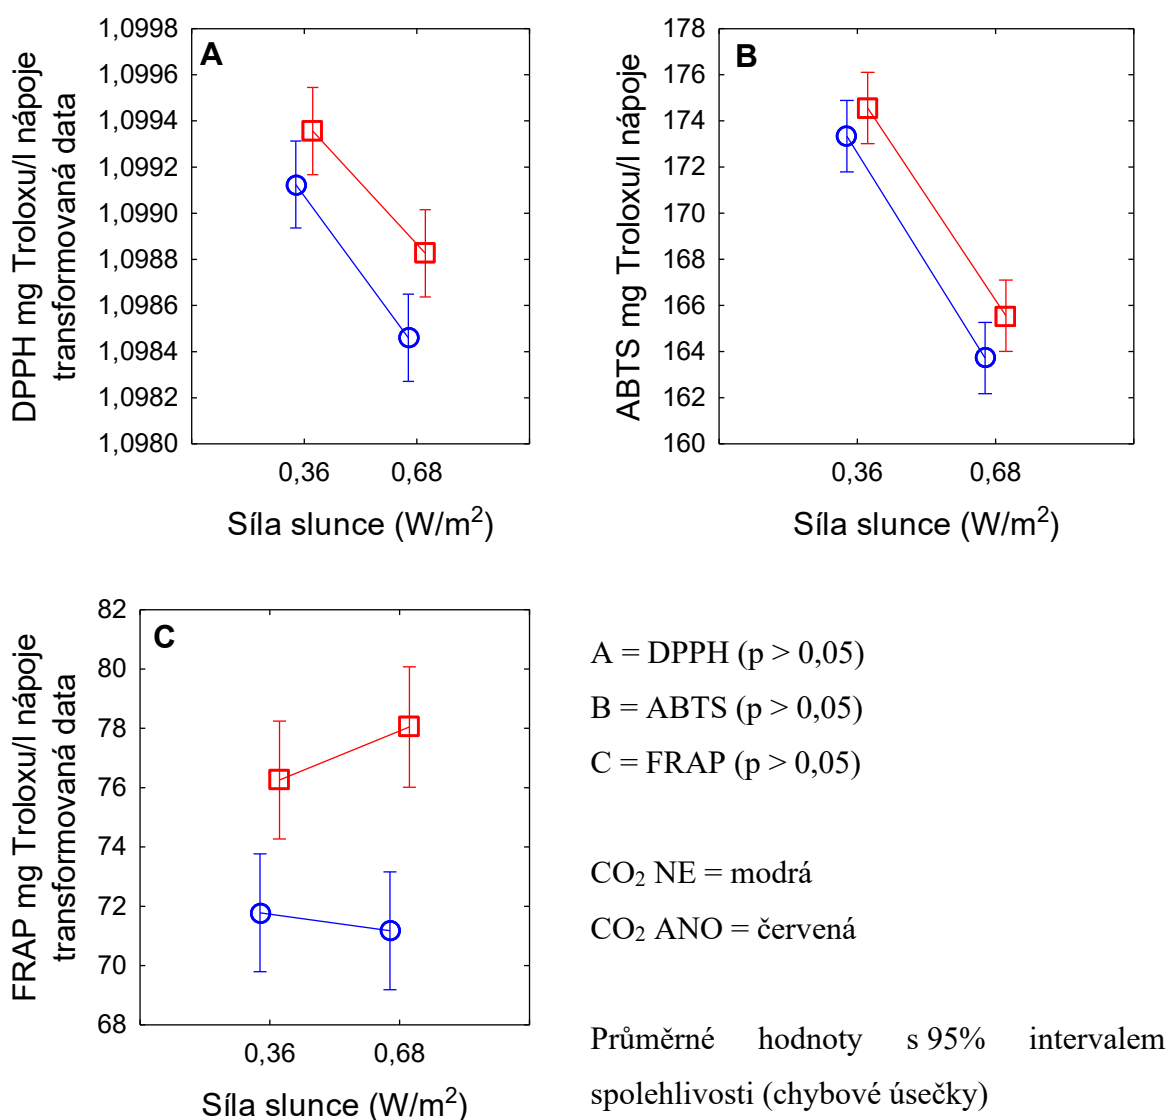 DPPH mg Troloxu/l nápoje
transformovaná data
1,0998
1,0996
1,0994
1,0992
1,0990
1,0988
1,0986
1,0984
1,0982
1,0980
A
0,36
0,68
Síla slunce (W/m²)
ABTS mg Troloxu/l nápoje
178
176
174
172
170
168
166
164
162
160
B
0,36
0,68
Síla slunce (W/m²)
FRAP mg Troloxu/l nápoje
transformovaná data
82
80
78
76
74
72
70
68
C
0,36
0,68
Síla slunce (W/m²)
A = DPPH (p > 0,05)
B = ABTS (p > 0,05)
C = FRAP (p > 0,05)
CO₂ NE = modrá
CO₂ ANO = červená
Průměrné hodnoty s 95% intervalem
spolehlivosti (chybové úsečky)